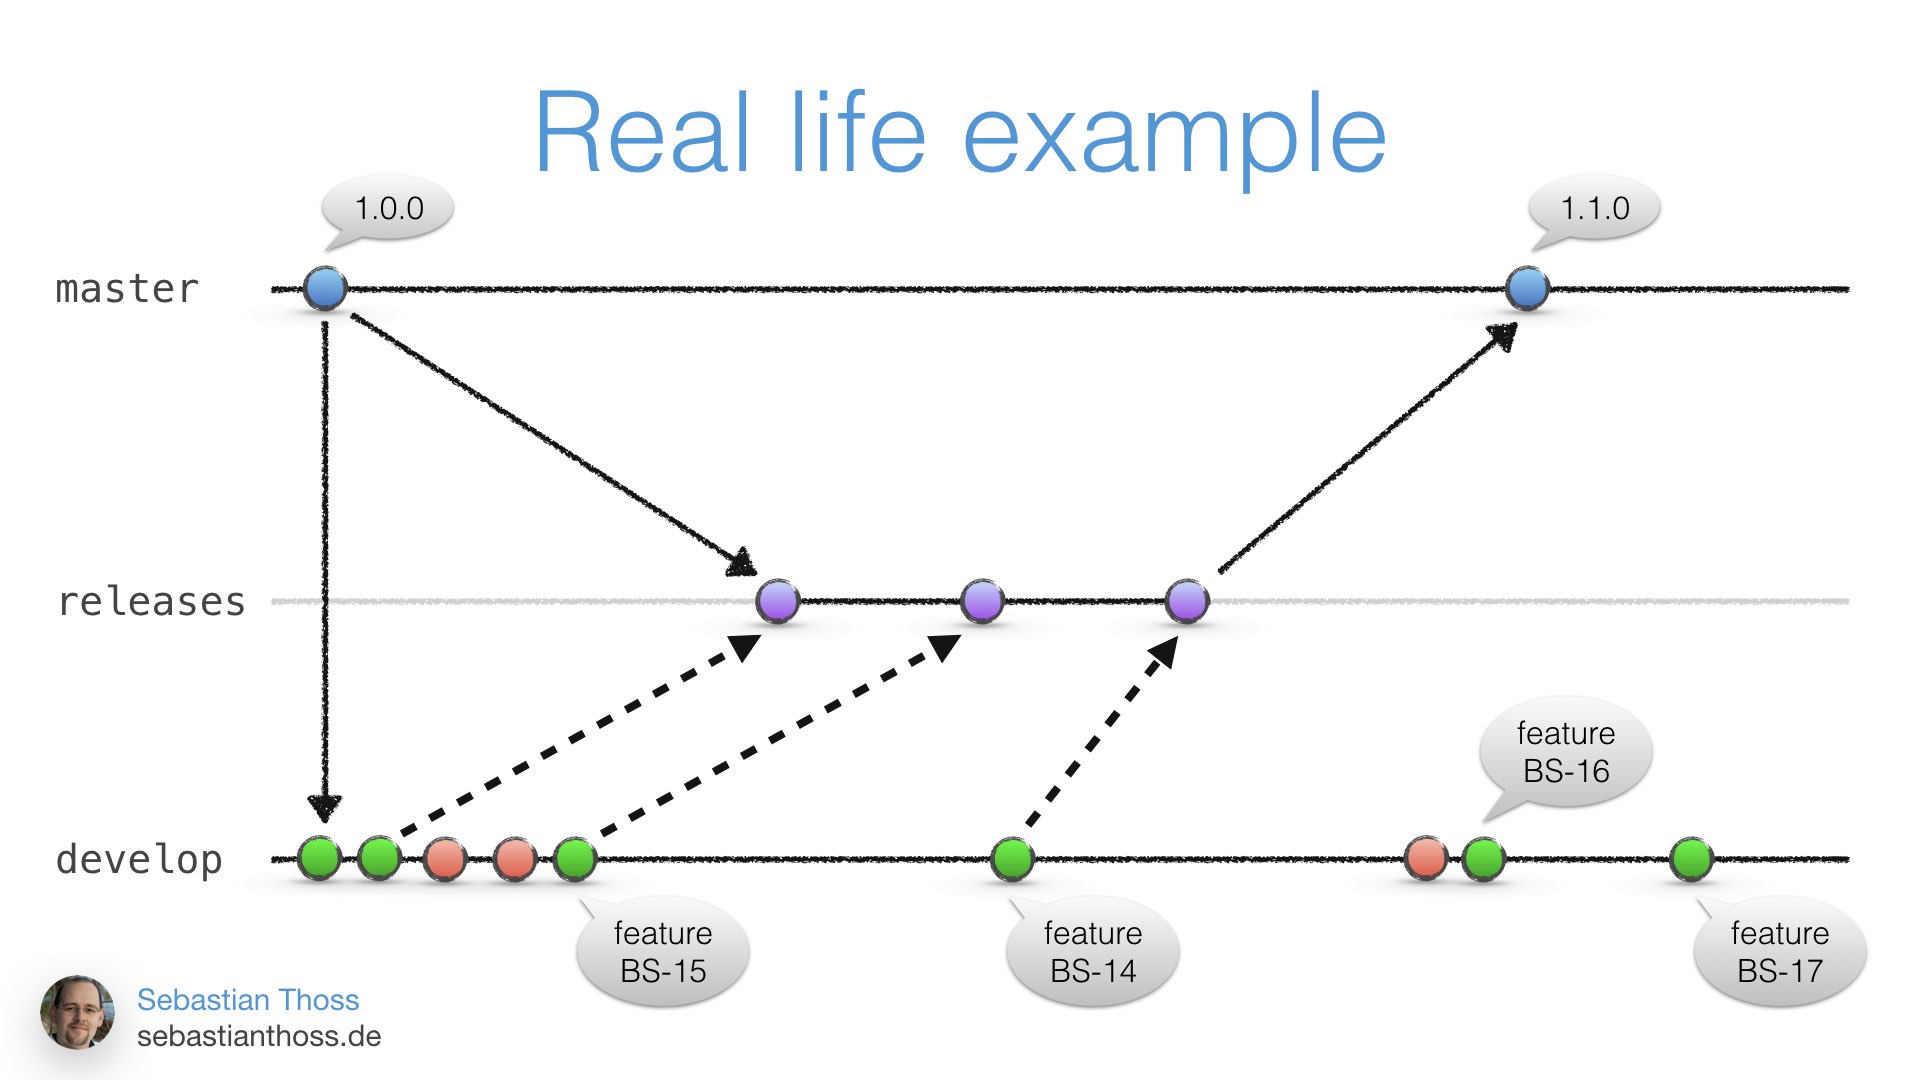 Real life example
1.0.0
1.1.0
master
releases
feature
BS-16
develop
feature
BS-15
feature
BS-14
feature
BS-17
Sebastian Thoss
sebastianthoss.de